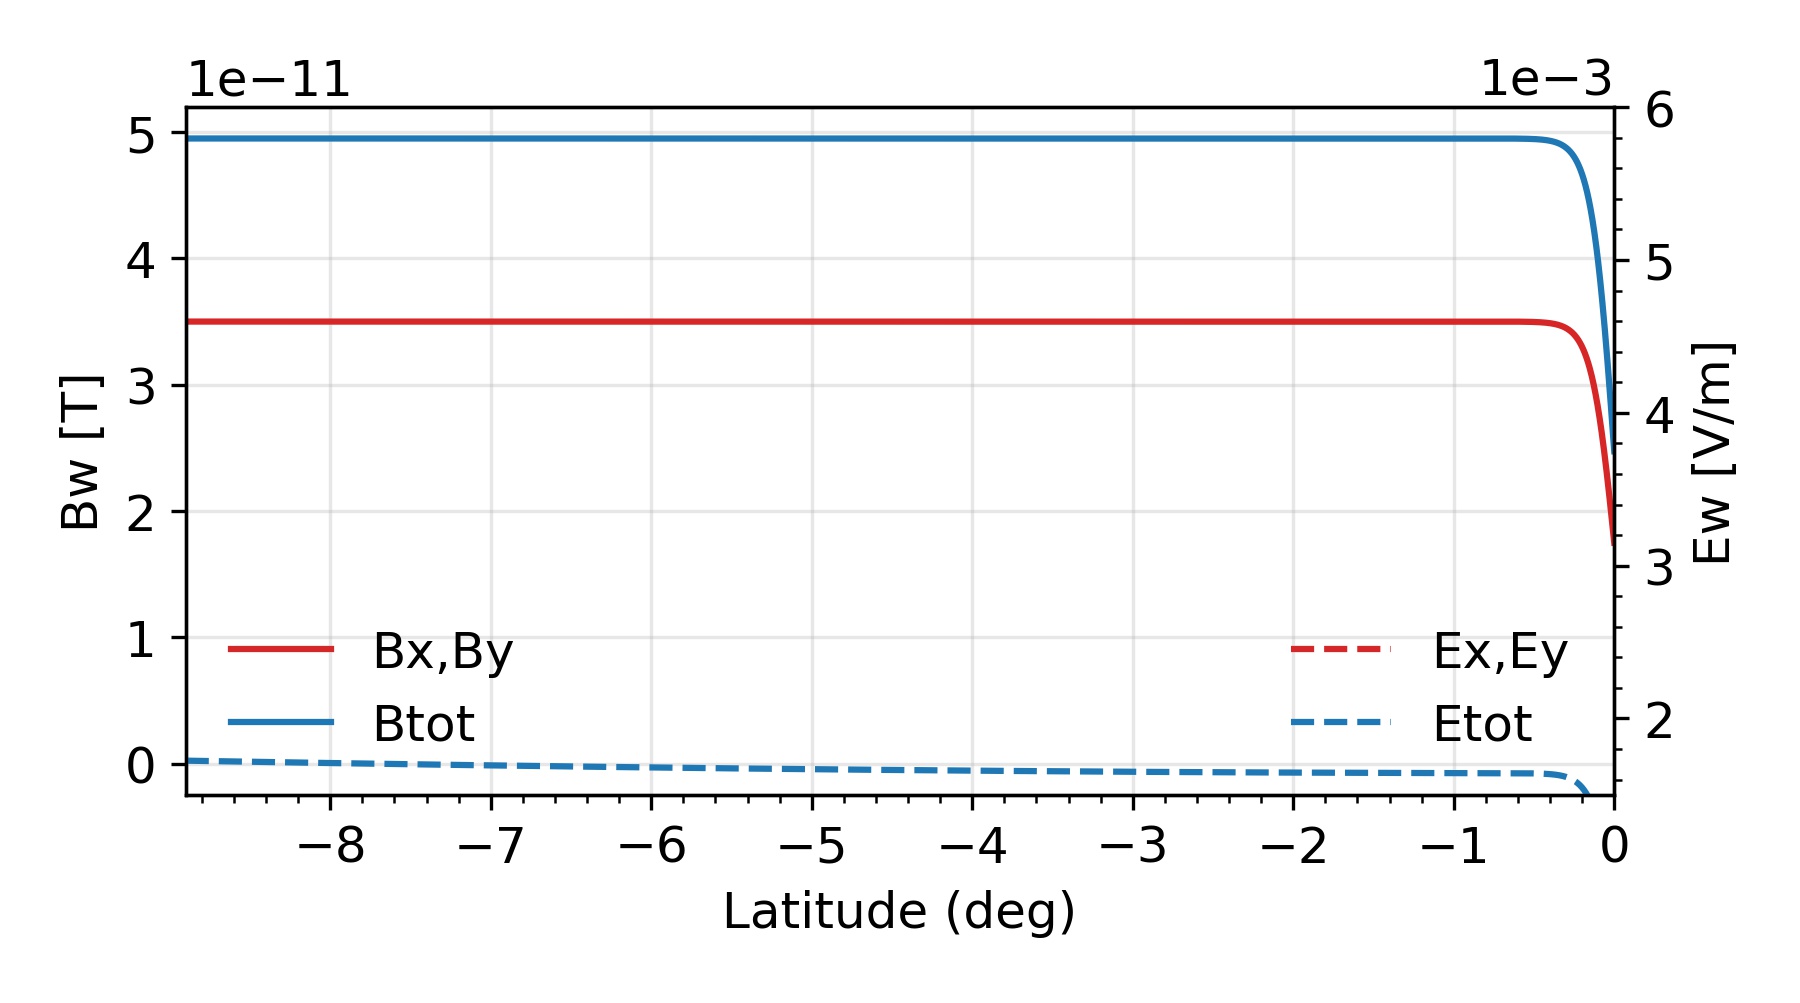 1e−11
1e−3
5
4
3
2
1
0
Bw [T]
6
5
4
3
2
Ew [V/m]
Bx,By
Btot
Ex,Ey
Etot
−8 −7 −6 −5 −4 −3 −2 −1 0
Latitude (deg)